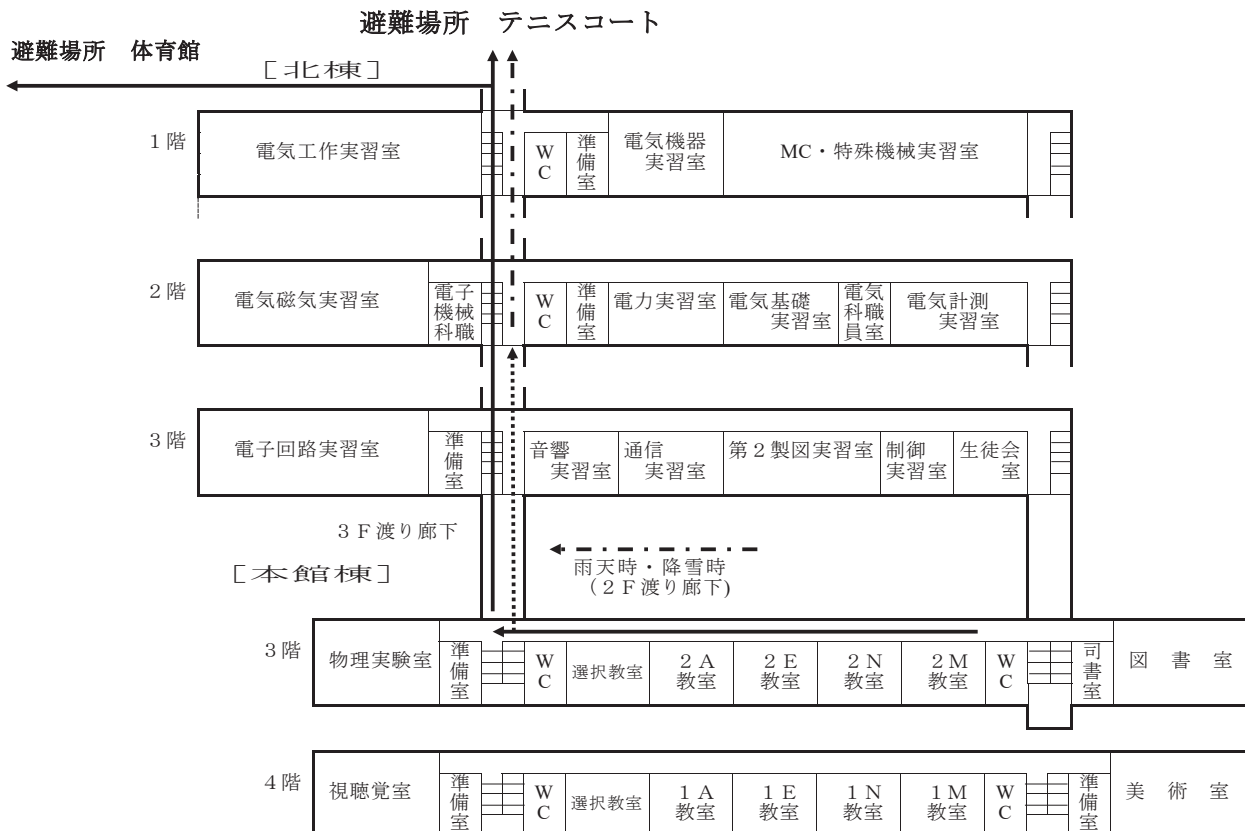 避難場所　テニスコート
避難場所　体育館
［北棟］
１階
電気工作実習室
WC
準備室
電気機器
実習室
MC・特殊機械実習室
２階
電気磁気実習室
電子
機械
科職
WC
準備室
電力実習室
電気基礎
実習室
電気
科職
員室
電気計測
実習室
３階
電子回路実習室
準備室
音響
実習室
通信
実習室
第２製図実習室
制御
実習室
生徒会
室
３Ｆ渡り廊下
雨天時・降雪時
（２Ｆ渡り廊下)
［本館棟］
３階
物理実験室
準備室
WC
選択教室
２A
教室
２E
教室
２N
教室
２M
教室
WC
司書室
図　書　室
４階
視聴覚室
準備室
WC
選択教室
１A
教室
１E
教室
１N
教室
１M
教室
WC
準備室
美　術　室